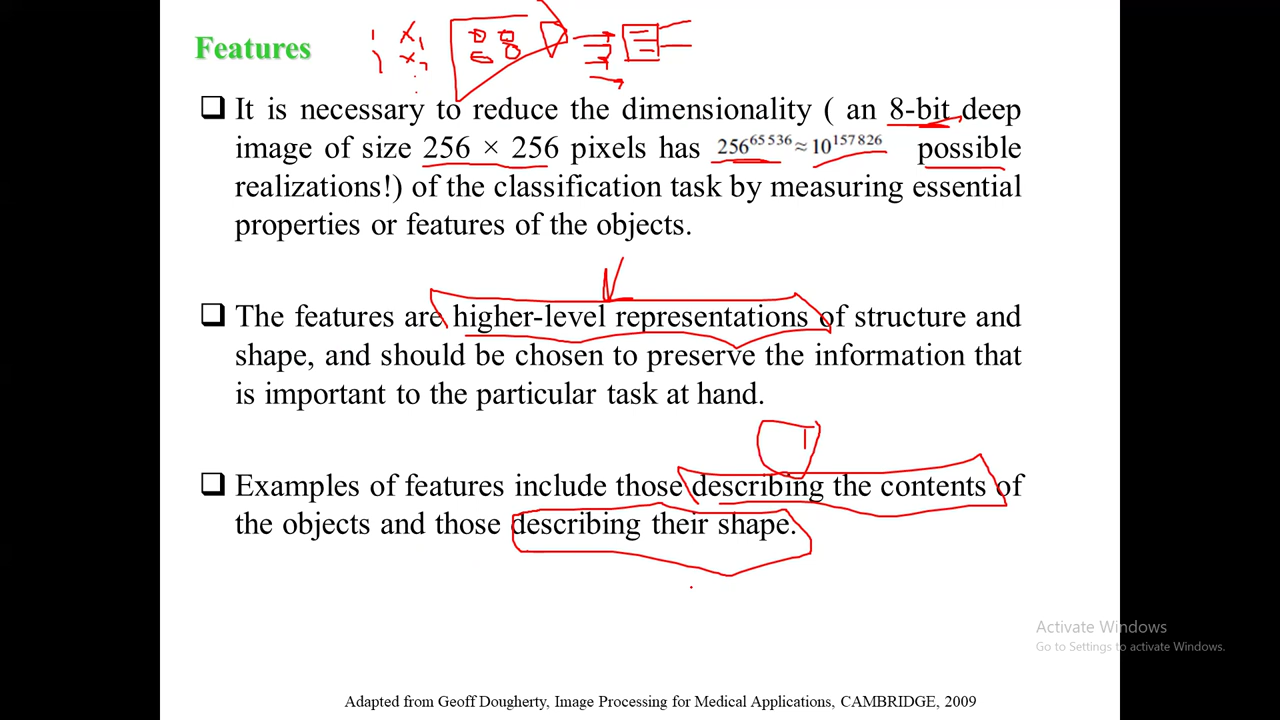 Features
❑ It is necessary to reduce the dimensionality ( an 8-bit deep
image of size 256 × 256 pixels has 256^65536 ≈ 10^157826 possible
realizations!) of the classification task by measuring essential
properties or features of the objects.
❑ The features are higher-level representations of structure and
shape, and should be chosen to preserve the information that
is important to the particular task at hand.
❑ Examples of features include those describing the contents of
the objects and those describing their shape.
Activate Windows
Go to Settings to activate Windows.
Adapted from Geoff Dougherty, Image Processing for Medical Applications, CAMBRIDGE, 2009